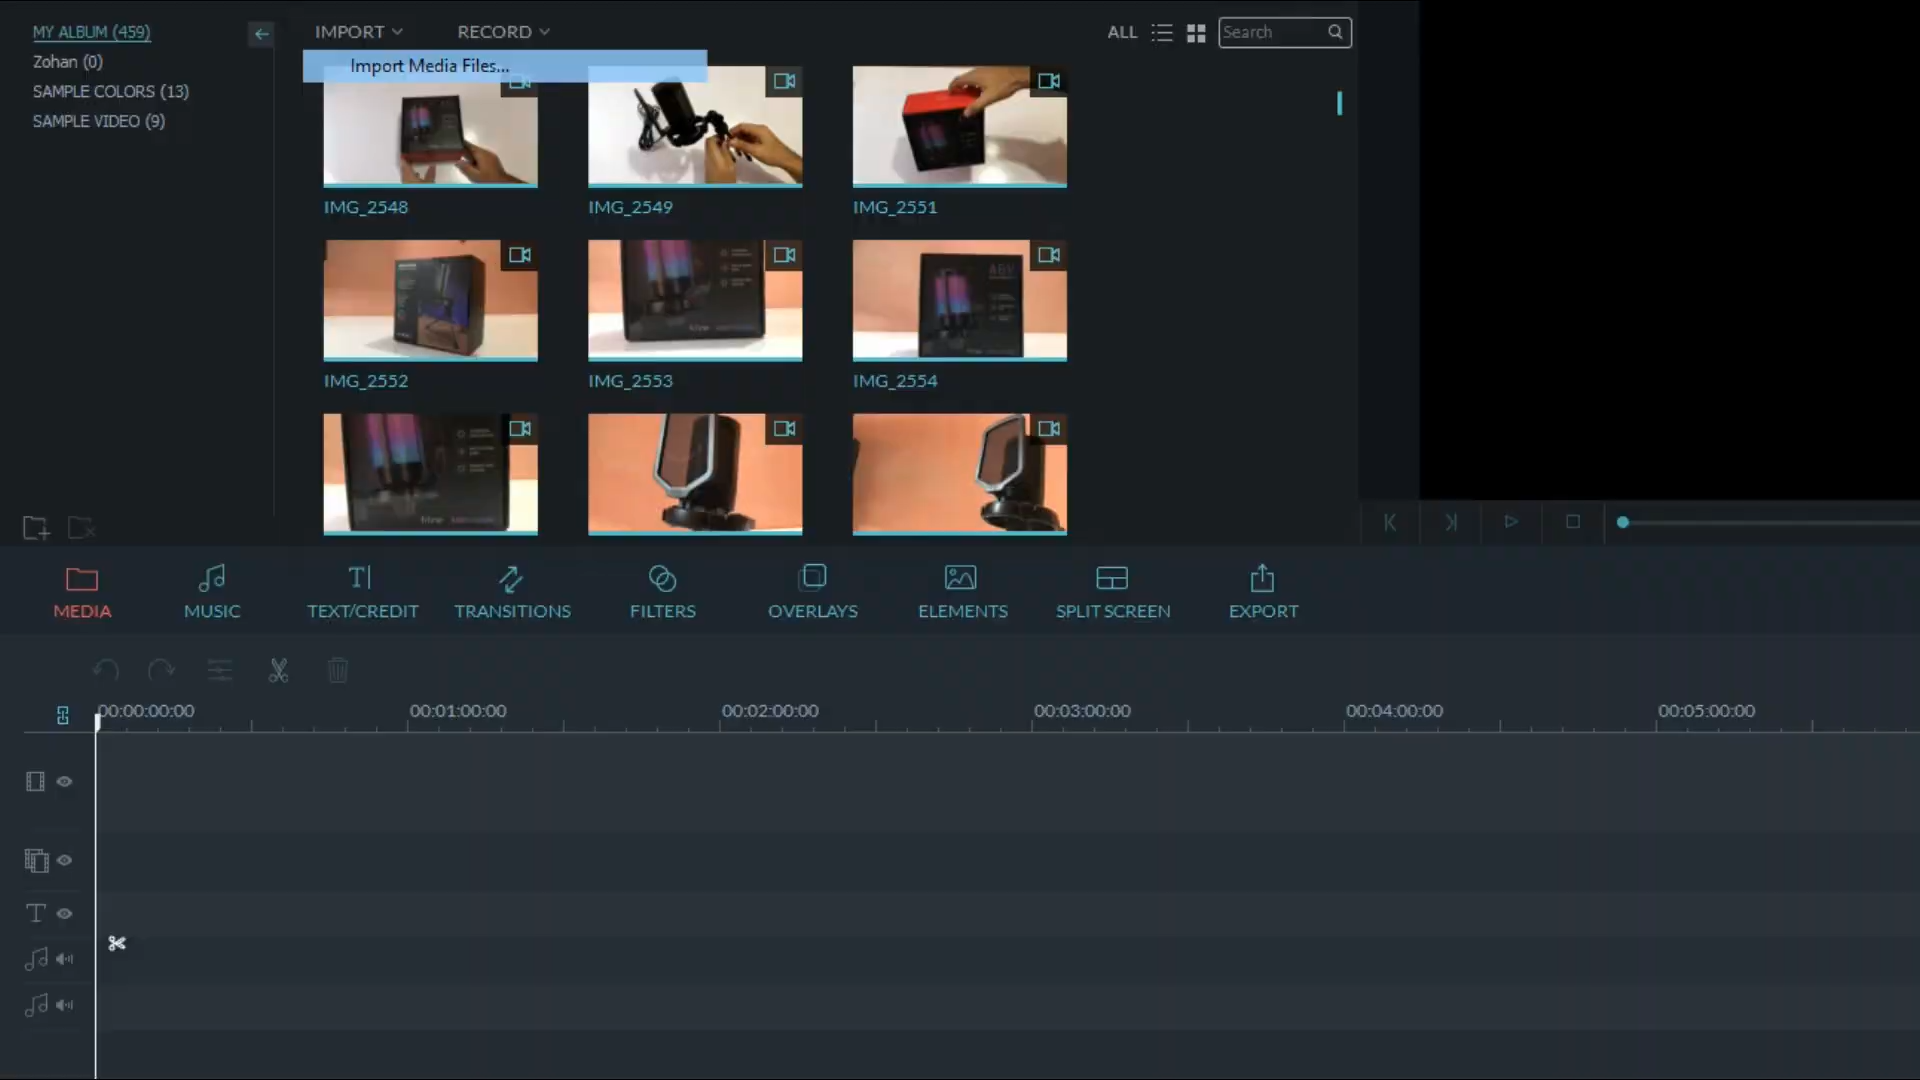 MY ALBUM (459)
Zohan (0)
SAMPLE COLORS (13)
SAMPLE VIDEO (9)
IMPORT
RECORD
ALL
Search
Import Media Files...
IMG_2548
IMG_2549
IMG_2551
IMG_2552
IMG_2553
IMG_2554
MEDIA
MUSIC
TEXT/CREDIT
TRANSITIONS
FILTERS
OVERLAYS
ELEMENTS
SPLIT SCREEN
EXPORT
00:00:00:00
00:01:00:00
00:02:00:00
00:03:00:00
00:04:00:00
00:05:00:00